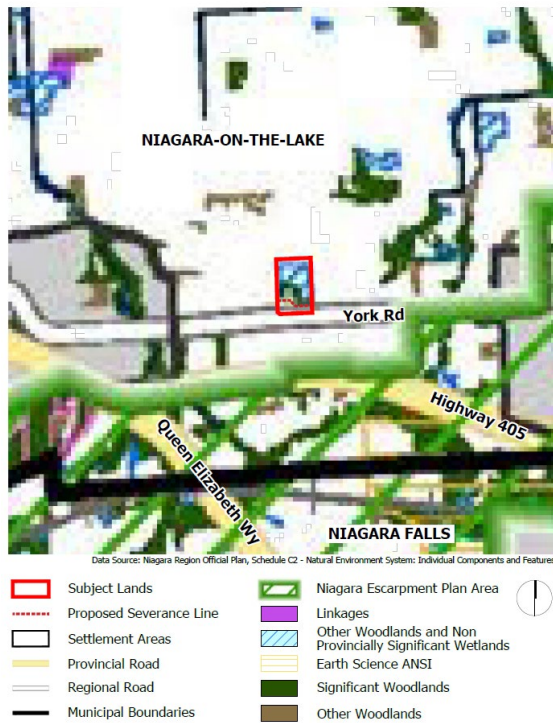 NIAGARA-ON-THE-LAKE
York Rd
Highway 405
Queen Elizabeth Wy
NIAGARA FALLS
Data Source: Niagara Region Official Plan, Schedule C2 - Natural Environment System: Individual Components and Features
Subject Lands
Proposed Severance Line
Settlement Areas
Provincial Road
Regional Road
Municipal Boundaries
Niagara Escarpment Plan Area
Linkages
Other Woodlands and Non
Provincially Significant Wetlands
Earth Science ANSI
Significant Woodlands
Other Woodlands